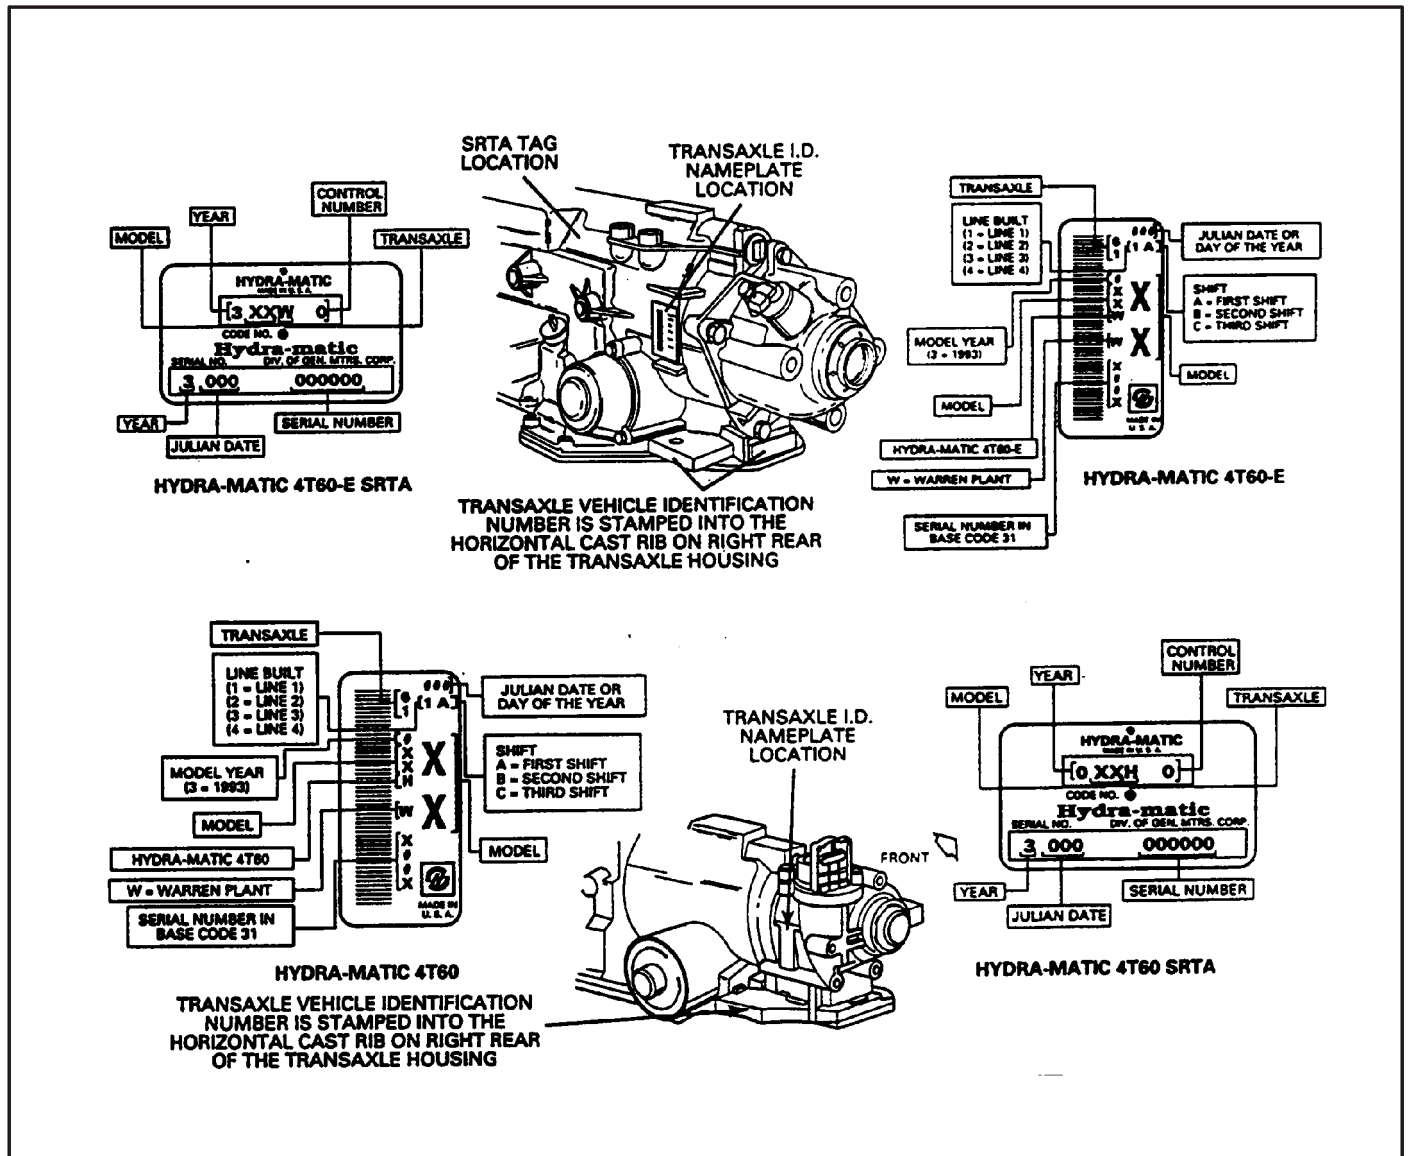 SRTA TAG
LOCATION
TRANSAXLE I.D.
NAMEPLATE
LOCATION
CONTROL
NUMBER
YEAR
MODEL
TRANSAXLE
HYDRA-MATIC
MADE IN U.S.A.
[3 XXW 0]
CODE NO.
Hydra-matic
SERIAL NO. DIV. OF GEN. MTRS. CORP.
3 000 000000
YEAR
SERIAL NUMBER
JULIAN DATE
HYDRA-MATIC 4T60-E SRTA
TRANSAXLE VEHICLE IDENTIFICATION
NUMBER IS STAMPED INTO THE
HORIZONTAL CAST RIB ON RIGHT REAR
OF THE TRANSAXLE HOUSING
TRANSAXLE
LINE BUILT
(1 = LINE 1)
(2 = LINE 2)
(3 = LINE 3)
(4 = LINE 4)
MODEL YEAR
(3 = 1993)
MODEL
HYDRA-MATIC 4T60-E
W = WARREN PLANT
SERIAL NUMBER IN
BASE CODE 31
[1 A]
X
X
W
X
W
X
X
X
MADE IN
U.S.A.
JULIAN DATE OR
DAY OF THE YEAR
SHIFT
A = FIRST SHIFT
B = SECOND SHIFT
C = THIRD SHIFT
MODEL
HYDRA-MATIC 4T60-E
TRANSAXLE
LINE BUILT
(1 = LINE 1)
(2 = LINE 2)
(3 = LINE 3)
(4 = LINE 4)
MODEL YEAR
(3 = 1993)
MODEL
HYDRA-MATIC 4T60
W = WARREN PLANT
SERIAL NUMBER IN
BASE CODE 31
[1 A]
X
X
H
X
W
X
X
X
MADE IN
U.S.A.
JULIAN DATE OR
DAY OF THE YEAR
SHIFT
A = FIRST SHIFT
B = SECOND SHIFT
C = THIRD SHIFT
MODEL
HYDRA-MATIC 4T60
TRANSAXLE VEHICLE IDENTIFICATION
NUMBER IS STAMPED INTO THE
HORIZONTAL CAST RIB ON RIGHT REAR
OF THE TRANSAXLE HOUSING
TRANSAXLE I.D.
NAMEPLATE
LOCATION
FRONT
CONTROL
NUMBER
YEAR
MODEL
TRANSAXLE
HYDRA-MATIC
MADE IN U.S.A.
[0 XXH 0]
CODE NO.
Hydra-matic
SERIAL NO. DIV. OF GEN. MTRS. CORP.
3 000 000000
YEAR
SERIAL NUMBER
JULIAN DATE
HYDRA-MATIC 4T60 SRTA